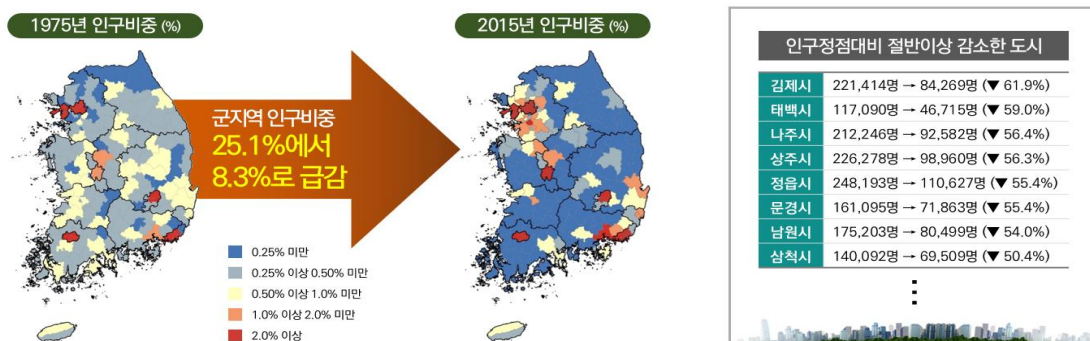 1975년 인구비중 (%)
2015년 인구비중 (%)
군지역 인구비중
25.1%에서
8.3%로 급감
0.25% 미만
0.25% 이상 0.50% 미만
0.50% 이상 1.0% 미만
1.0% 이상 2.0% 미만
2.0% 이상
인구정점대비 절반이상 감소한 도시
김제시 221,414명 → 84,269명 (▼ 61.9%)
태백시 117,090명 → 46,715명 (▼ 59.0%)
나주시 212,246명 → 92,582명 (▼ 56.4%)
상주시 226,278명 → 98,960명 (▼ 56.3%)
정읍시 248,193명 → 110,627명 (▼ 55.4%)
문경시 161,095명 → 71,863명 (▼ 55.4%)
남원시 175,203명 → 80,499명 (▼ 54.0%)
삼척시 140,092명 → 69,509명 (▼ 50.4%)